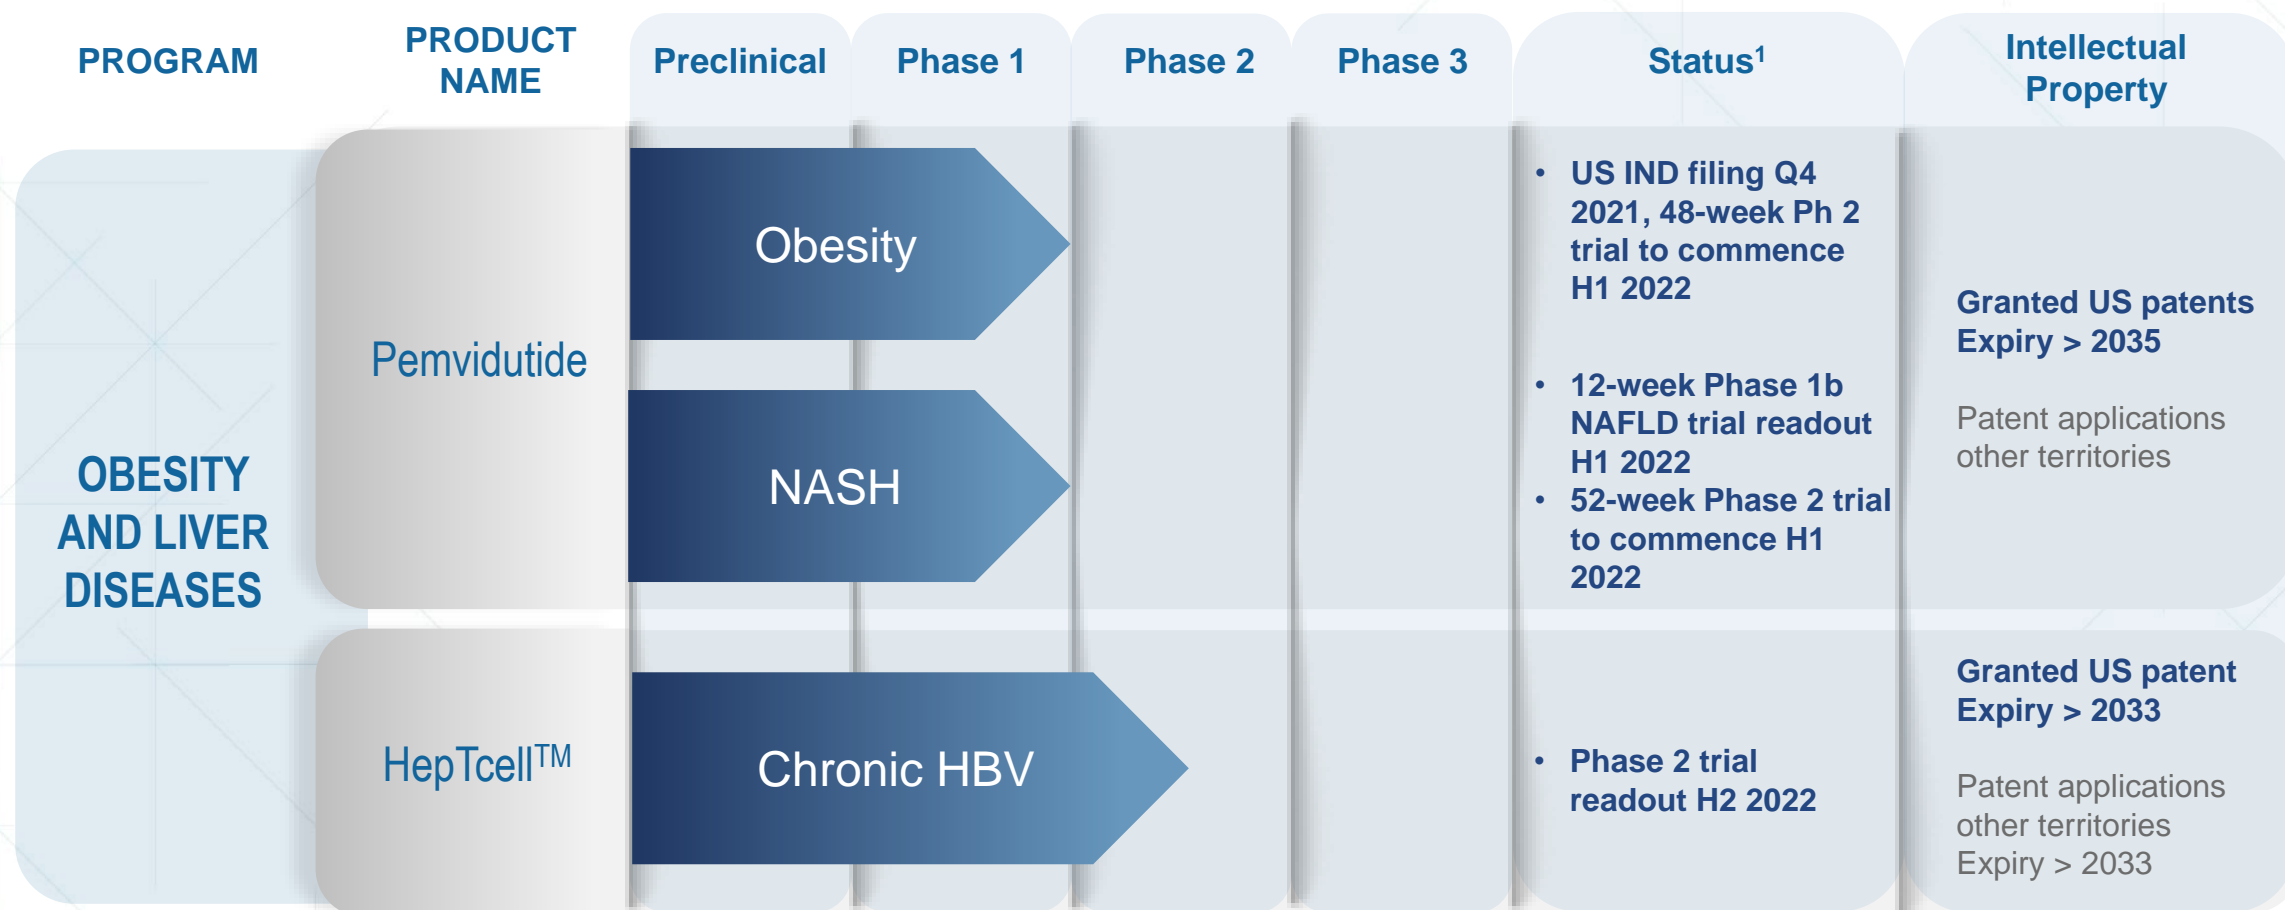 PROGRAM
PRODUCT
NAME
Preclinical
Phase 1
Phase 2
Phase 3
Status¹
Intellectual
Property
OBESITY
AND LIVER
DISEASES
Pemvidutide
Obesity
• US IND filing Q4
2021, 48-week Ph 2
trial to commence
H1 2022
NASH
• 12-week Phase 1b
NAFLD trial readout
H1 2022
• 52-week Phase 2 trial
to commence H1
2022
Granted US patents
Expiry > 2035
Patent applications
other territories
HepTcell™
Chronic HBV
• Phase 2 trial
readout H2 2022
Granted US patent
Expiry > 2033
Patent applications
other territories
Expiry > 2033